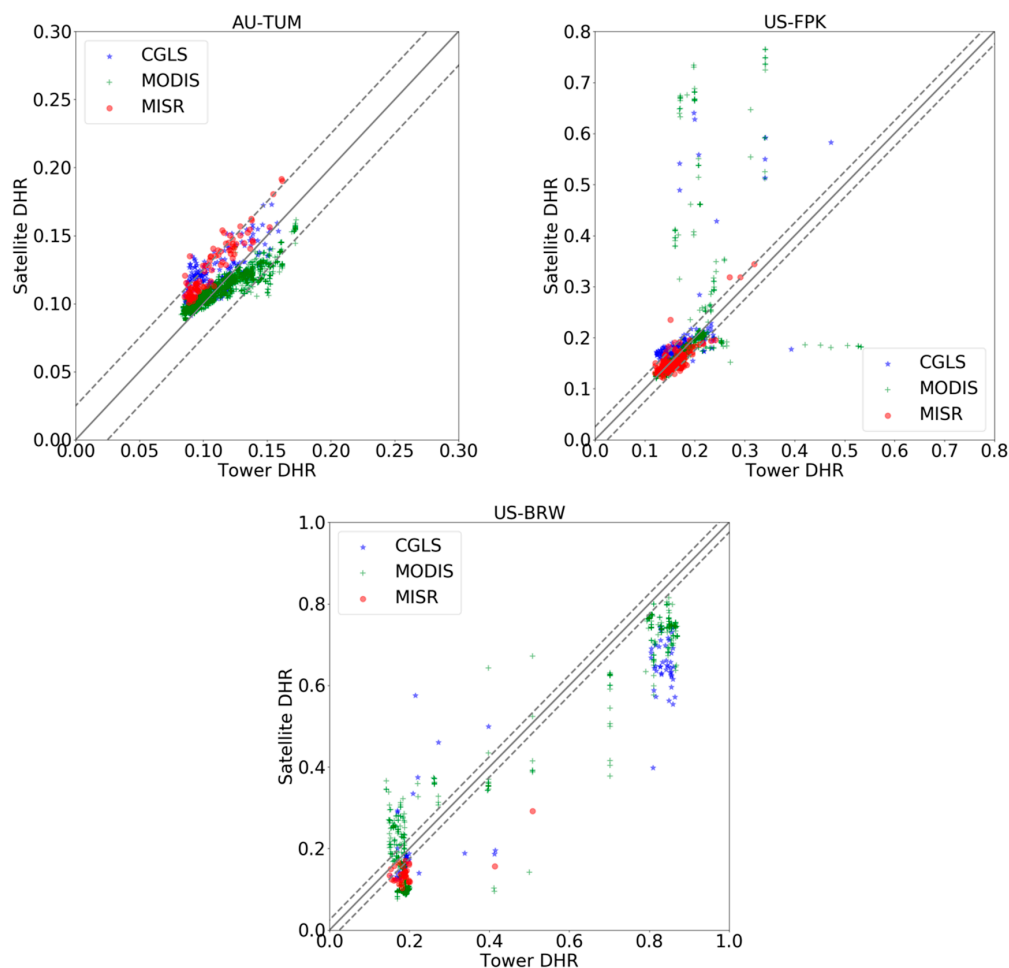 AU-TUM
0.30
0.25
0.20
0.15
0.10
0.05
0.00
Satellite DHR
CGLS
MODIS
MISR
0.00 0.05 0.10 0.15 0.20 0.25 0.30
Tower DHR
US-FPK
0.8
0.7
0.6
0.5
0.4
0.3
0.2
0.1
0.0
Satellite DHR
CGLS
MODIS
MISR
0.0 0.1 0.2 0.3 0.4 0.5 0.6 0.7 0.8
Tower DHR
US-BRW
1.0
0.8
0.6
0.4
0.2
0.0
Satellite DHR
CGLS
MODIS
MISR
0.0 0.2 0.4 0.6 0.8 1.0
Tower DHR